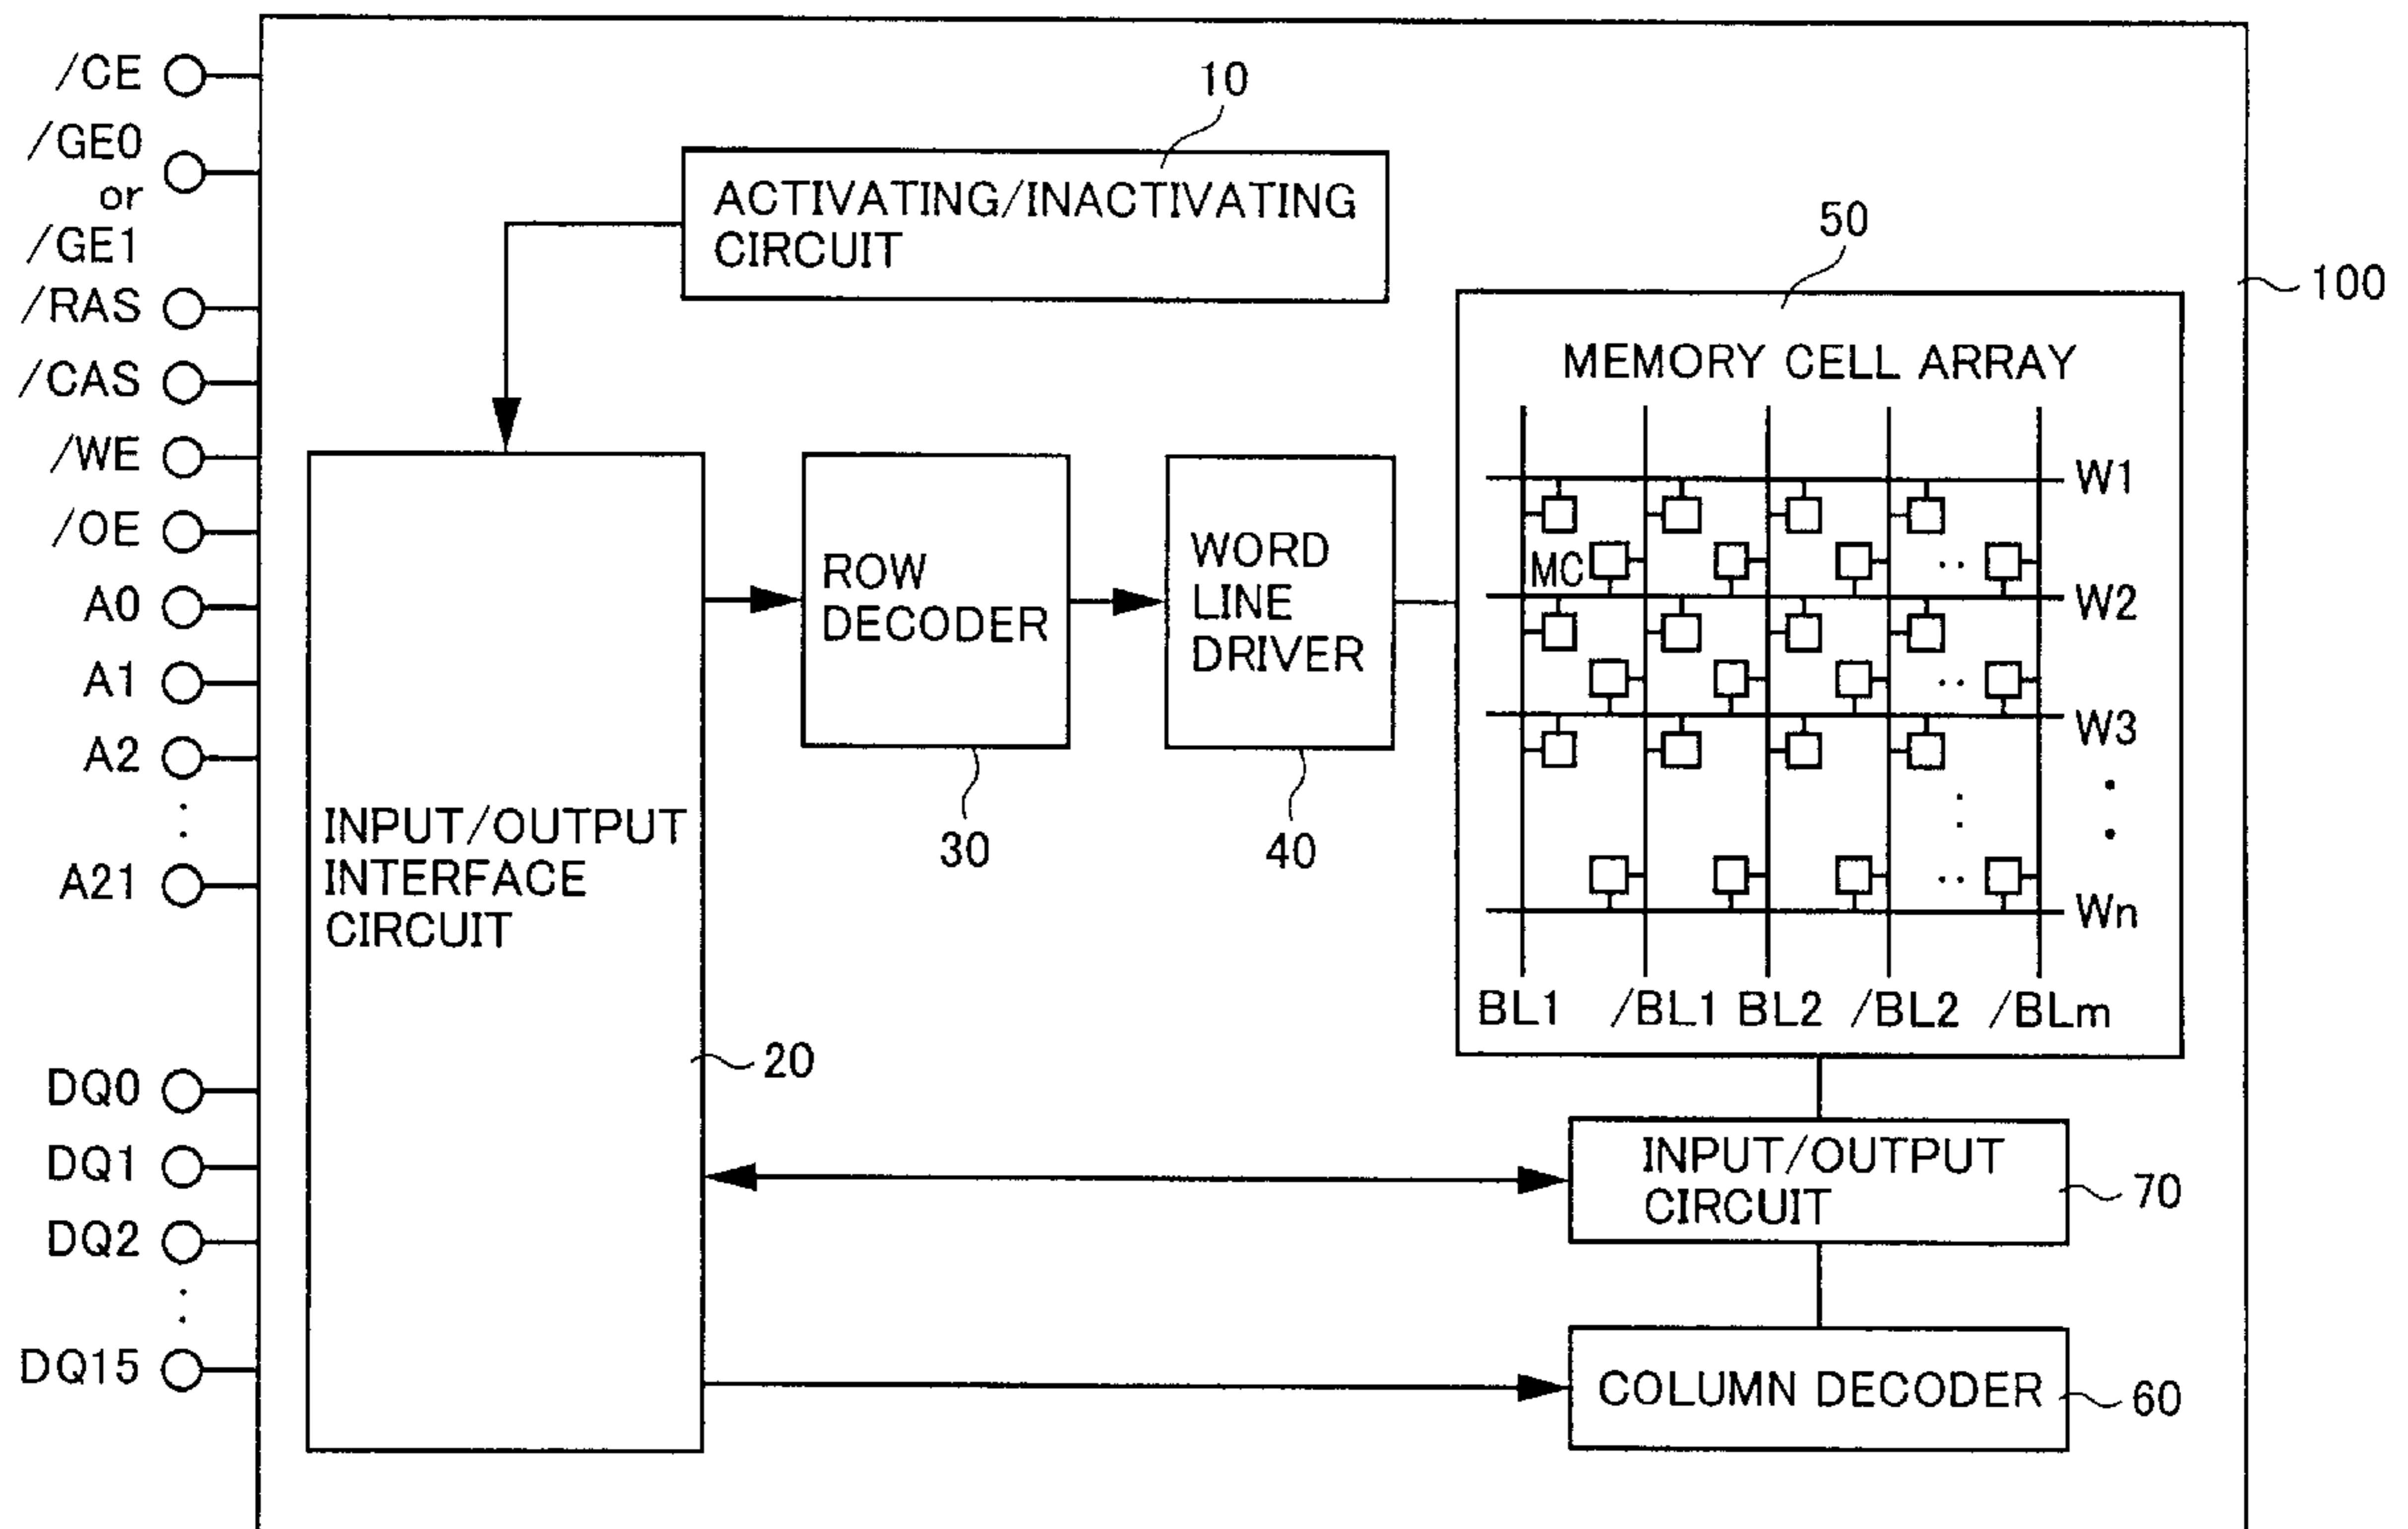 /CE
/GE0
or
/GE1
/RAS
/CAS
/WE
/OE
A0
A1
A2
A21
DQ0
DQ1
DQ2
DQ15
10
ACTIVATING/INACTIVATING
CIRCUIT
INPUT/OUTPUT
INTERFACE
CIRCUIT
20
ROW
DECODER
30
WORD
LINE
DRIVER
40
50
100
MEMORY CELL ARRAY
W1
MC
W2
W3
Wn
BL1 /BL1 BL2 /BL2 /BLm
INPUT/OUTPUT
CIRCUIT
70
COLUMN DECODER
60